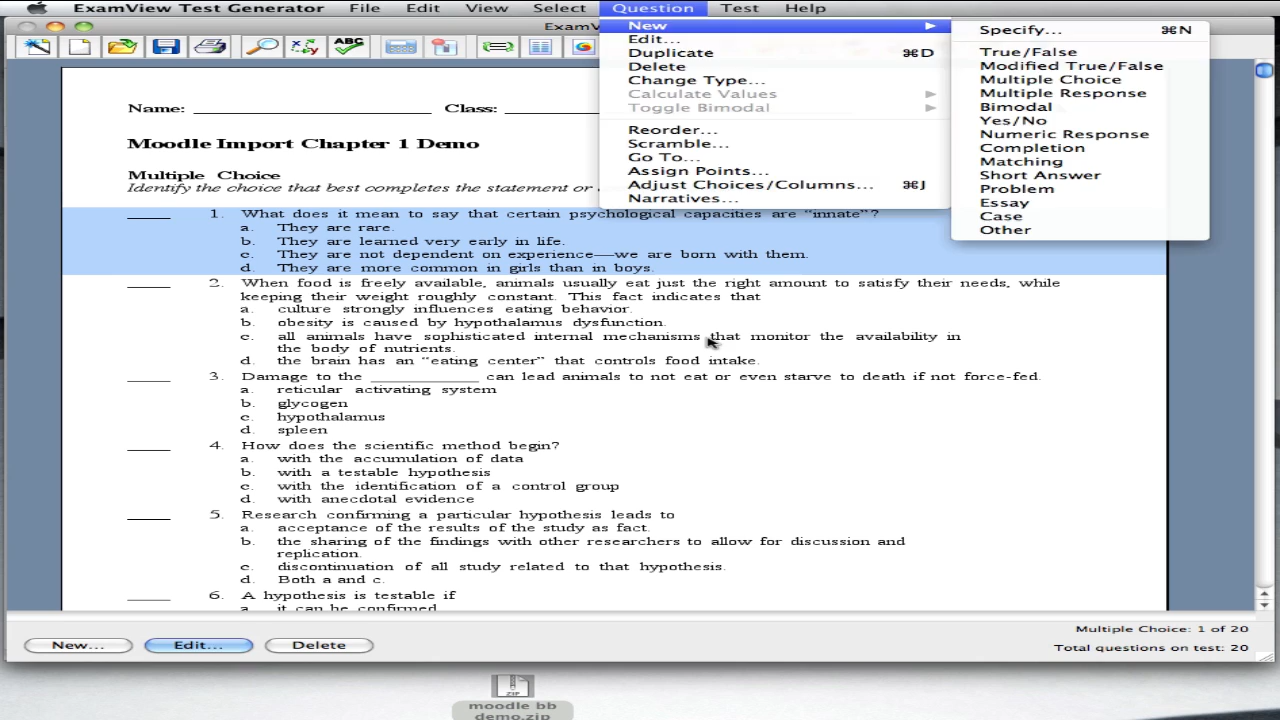 ExamView Test Generator File Edit View Select Question Test Help
ExamV
New
Edit...
Duplicate ⌘D
Delete
Change Type...
Calculate Values
Toggle Bimodal
Reorder...
Scramble...
Go To...
Assign Points...
Adjust Choices/Columns... ⌘J
Narratives...
Specify... ⌘N
True/False
Modified True/False
Multiple Choice
Multiple Response
Bimodal
Yes/No
Numeric Response
Completion
Matching
Short Answer
Problem
Essay
Case
Other
ABC
Name: ____________ Class: ____________
Moodle Import Chapter 1 Demo
Multiple Choice
Identify the choice that best completes the statement or
1. What does it mean to say that certain psychological capacities are “innate”?
a. They are rare.
b. They are learned very early in life.
c. They are not dependent on experience—we are born with them.
d. They are more common in girls than in boys.
2. When food is freely available, animals usually eat just the right amount to satisfy their needs, while
keeping their weight roughly constant. This fact indicates that
a. culture strongly influences eating behavior.
b. obesity is caused by hypothalamus dysfunction.
c. all animals have sophisticated internal mechanisms that monitor the availability in
the body of nutrients.
d. the brain has an “eating center” that controls food intake.
3. Damage to the ____________ can lead animals to not eat or even starve to death if not force-fed.
a. reticular activating system
b. glycogen
c. hypothalamus
d. spleen
4. How does the scientific method begin?
a. with the accumulation of data
b. with a testable hypothesis
c. with the identification of a control group
d. with anecdotal evidence
5. Research confirming a particular hypothesis leads to
a. acceptance of the results of the study as fact.
b. the sharing of the findings with other researchers to allow for discussion and
replication.
c. discontinuation of all study related to that hypothesis.
d. Both a and c.
6. A hypothesis is testable if
a. it can be confirmed
New... Edit... Delete
Multiple Choice: 1 of 20
Total questions on test: 20
ZIP
moodle bb
demo.zip